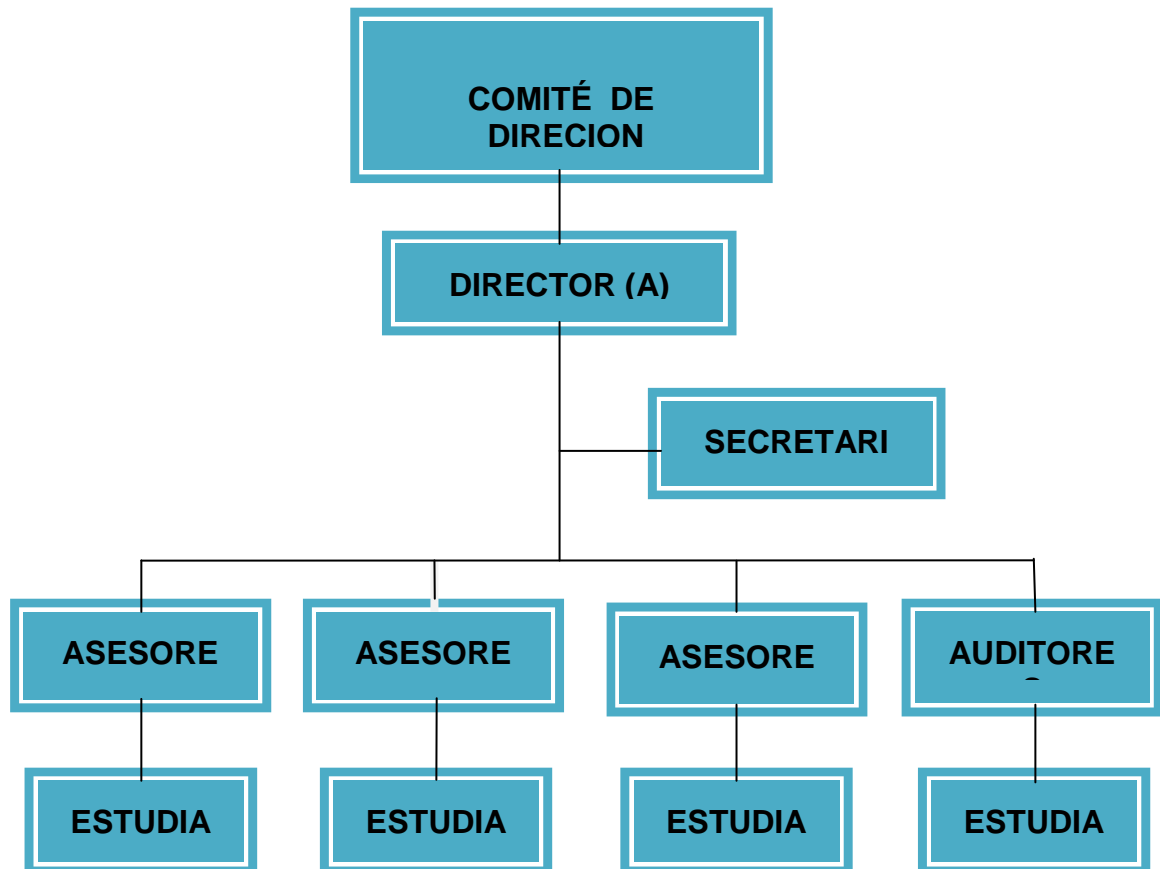 COMITÉ DE
DIRECION
DIRECTOR (A)
SECRETARI
ASESORE
ASESORE
ASESORE
AUDITORE
ESTUDIA
ESTUDIA
ESTUDIA
ESTUDIA